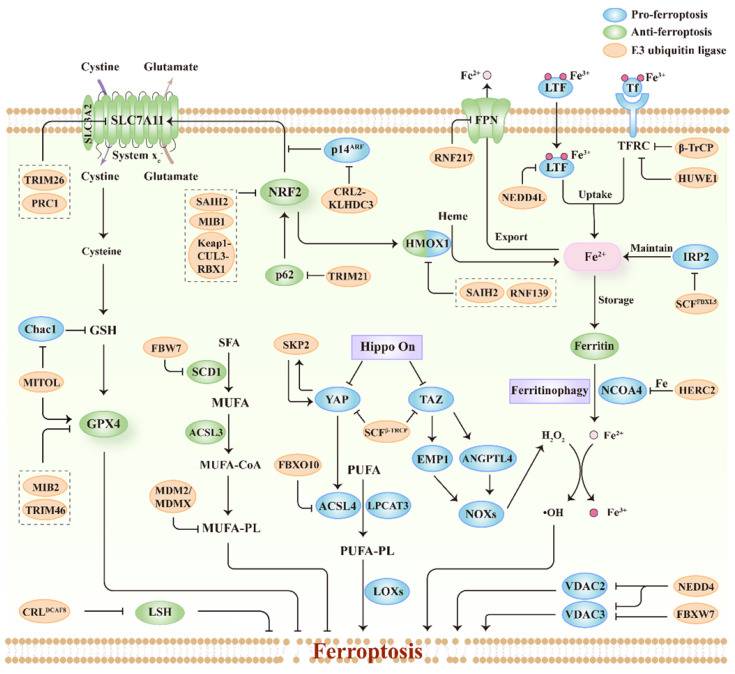 Pro-ferroptosis
Anti-ferroptosis
E3 ubiquitin ligase
Cystine
Glutamate
SLC3A2
SLC7A11
System xc-
Cystine
Glutamate
TRIM26
PRC1
Cysteine
Chac1
GSH
MITOL
GPX4
MIB2
TRIM46
CRLDCAF8
LSH
p14ARF
CRL2-
KLHDC3
NRF2
SAIH2
MIB1
Keap1-
CUL3-
RBX1
p62
TRIM21
Heme
HMOX1
SAIH2
RNF139
Fe2+
FPN
RNF217
Export
LTF
Fe3+
LTF
Fe3+
NEDD4L
Tf
Fe3+
TFRC
β-TrCP
HUWE1
Uptake
Fe2+
Maintain
IRP2
SCFFBXL5
Storage
Ferritin
Ferritinophagy
NCOA4
Fe
HERC2
H2O2
Fe2+
•OH
Fe3+
FBW7
SFA
SCD1
MUFA
ACSL3
MUFA-CoA
MDM2/
MDMX
MUFA-PL
SKP2
Hippo On
YAP
TAZ
SCFβ-TRCP
EMP1
ANGPTL4
NOXs
FBXO10
PUFA
ACSL4
LPCAT3
PUFA-PL
LOXs
VDAC2
VDAC3
NEDD4
FBXW7
Ferroptosis